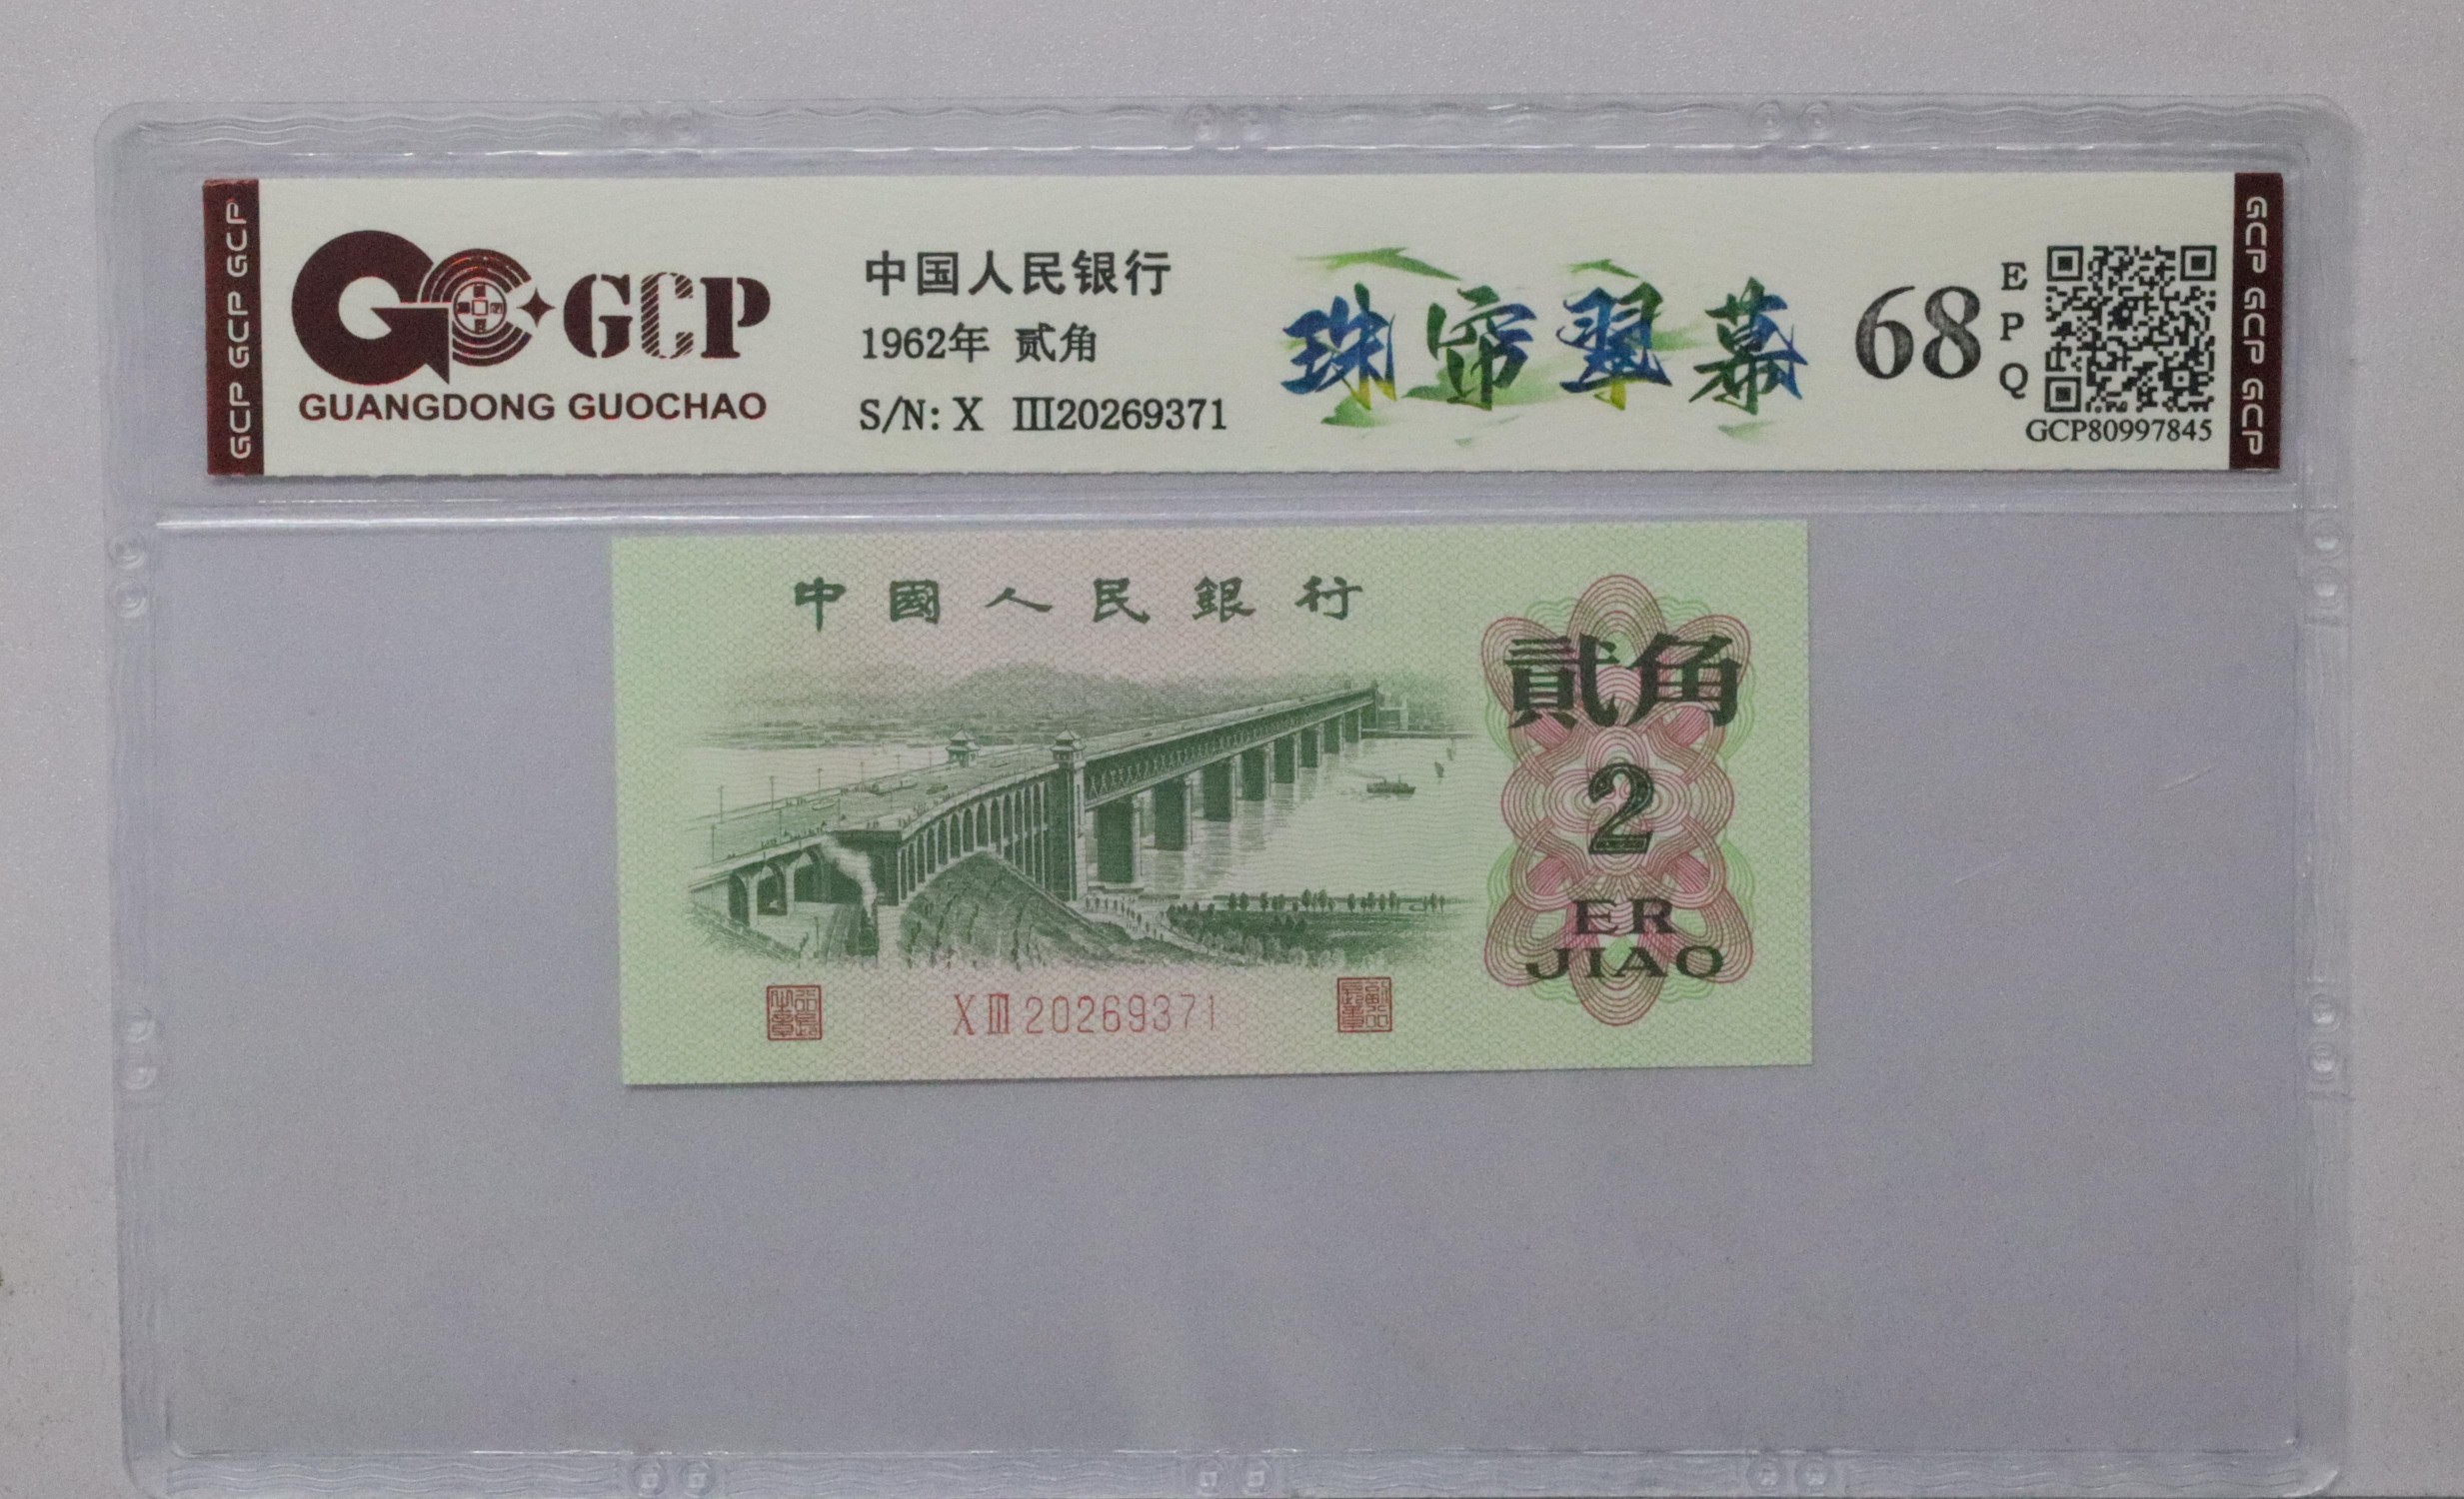 GCP GCP GCP
GCP
GUANGDONG GUOCHAO
中国人民银行
1962年 贰角
S/N: X III20269371
珠帘翠幕
68
EPQ
GCP80997845
GCP GCP GCP
中國人民銀行
貳角
2
ER
JIAO
X III 20269371